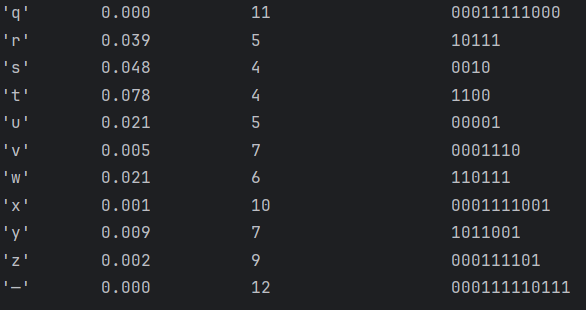 'q' 0.000 11 00011111000
'r' 0.039 5 10111
's' 0.048 4 0010
't' 0.078 4 1100
'u' 0.021 5 00001
'v' 0.005 7 0001110
'w' 0.021 6 110111
'x' 0.001 10 0001111001
'y' 0.009 7 1011001
'z' 0.002 9 000111101
'—' 0.000 12 000111110111